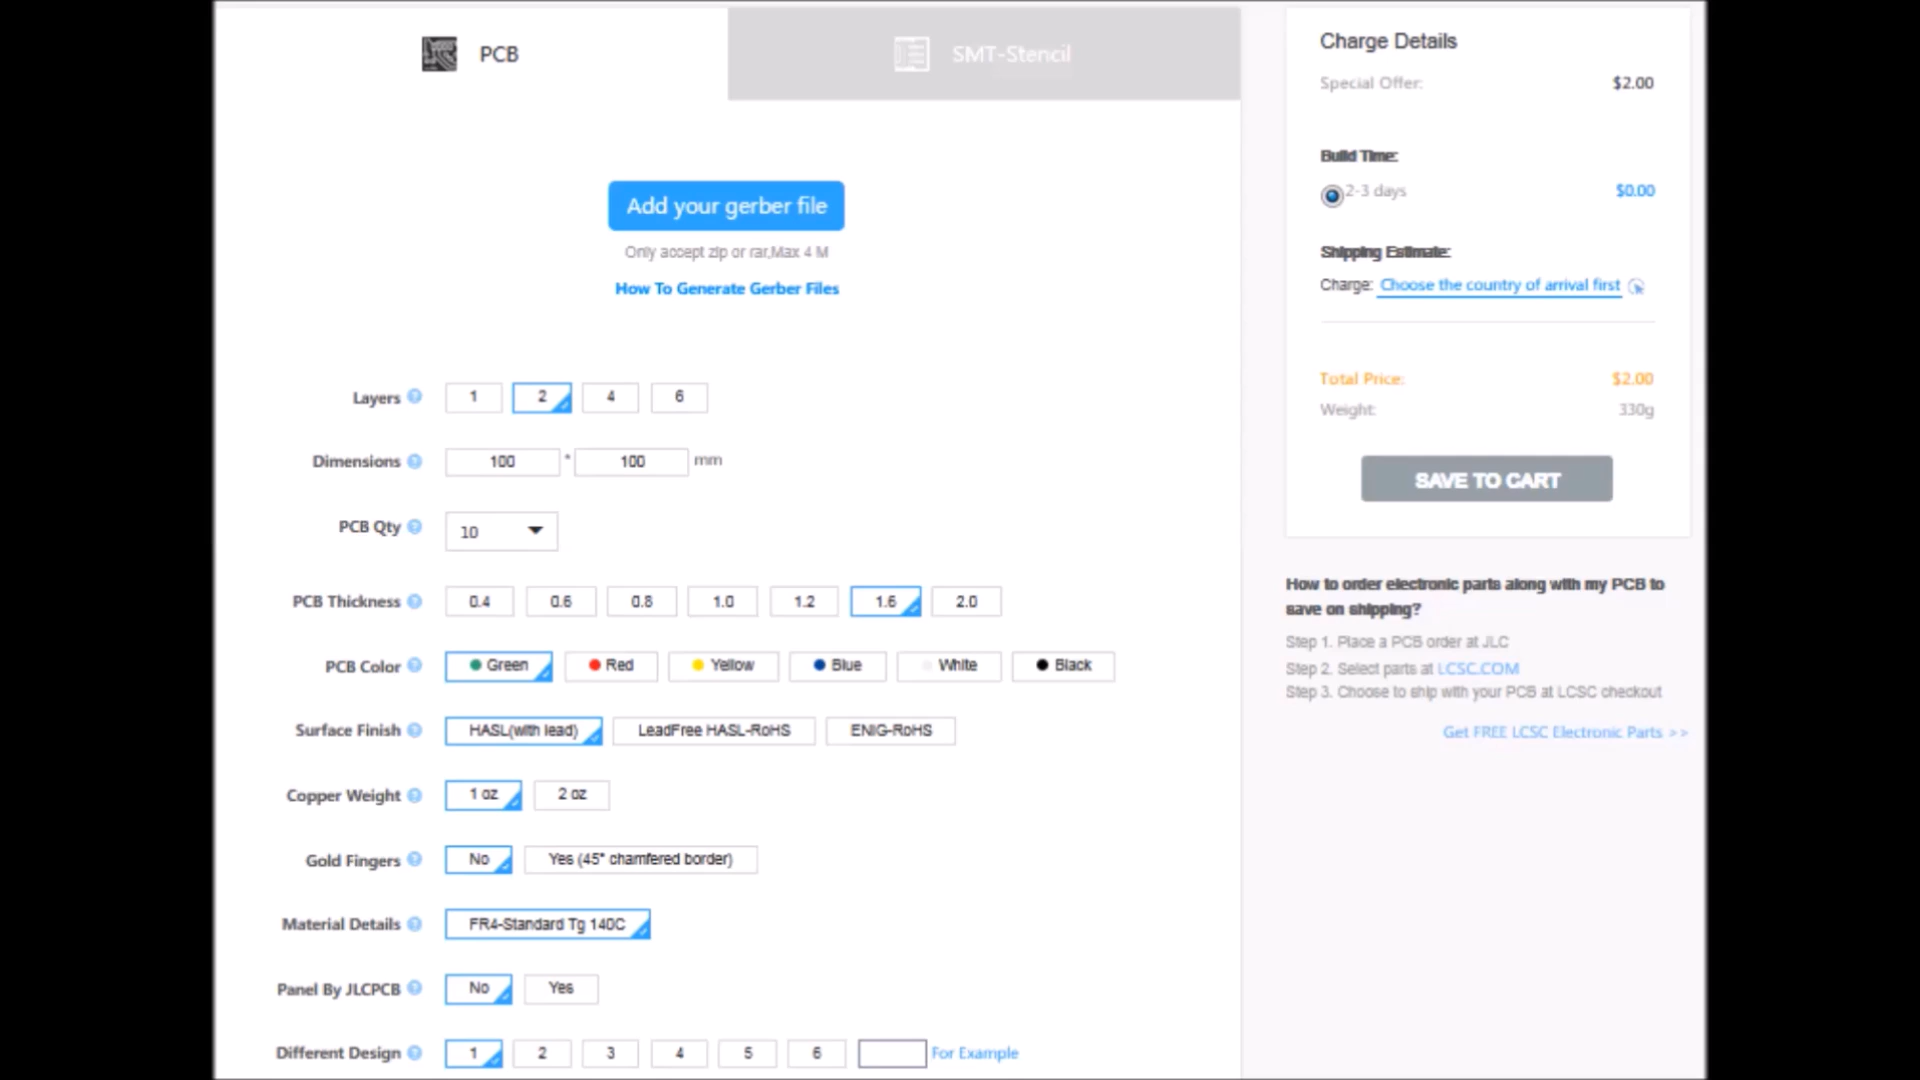 PCB
SMT-Stencil
Add your gerber file
Only accept zip or rar,Max 4 M
How To Generate Gerber Files
Layers 1 2 4 6
Dimensions 100 * 100 mm
PCB Qty 10
PCB Thickness 0.4 0.6 0.8 1.0 1.2 1.6 2.0
PCB Color Green Red Yellow Blue White Black
Surface Finish HASL(with lead) LeadFree HASL-RoHS ENIG-RoHS
Copper Weight 1 oz 2 oz
Gold Fingers No Yes (45° chamfered border)
Material Details FR4-Standard Tg 140C
Panel By JLCPCB No Yes
Different Design 1 2 3 4 5 6 For Example
Charge Details
Special Offer: $2.00
Build Time:
2-3 days $0.00
Shipping Estimate:
Charge: Choose the country of arrival first
Total Price: $2.00
Weight: 330g
SAVE TO CART
How to order electronic parts along with my PCB to
save on shipping?
Step 1. Place a PCB order at JLC
Step 2. Select parts at LCSC.COM
Step 3. Choose to ship with your PCB at LCSC checkout
Get FREE LCSC Electronic Parts >>